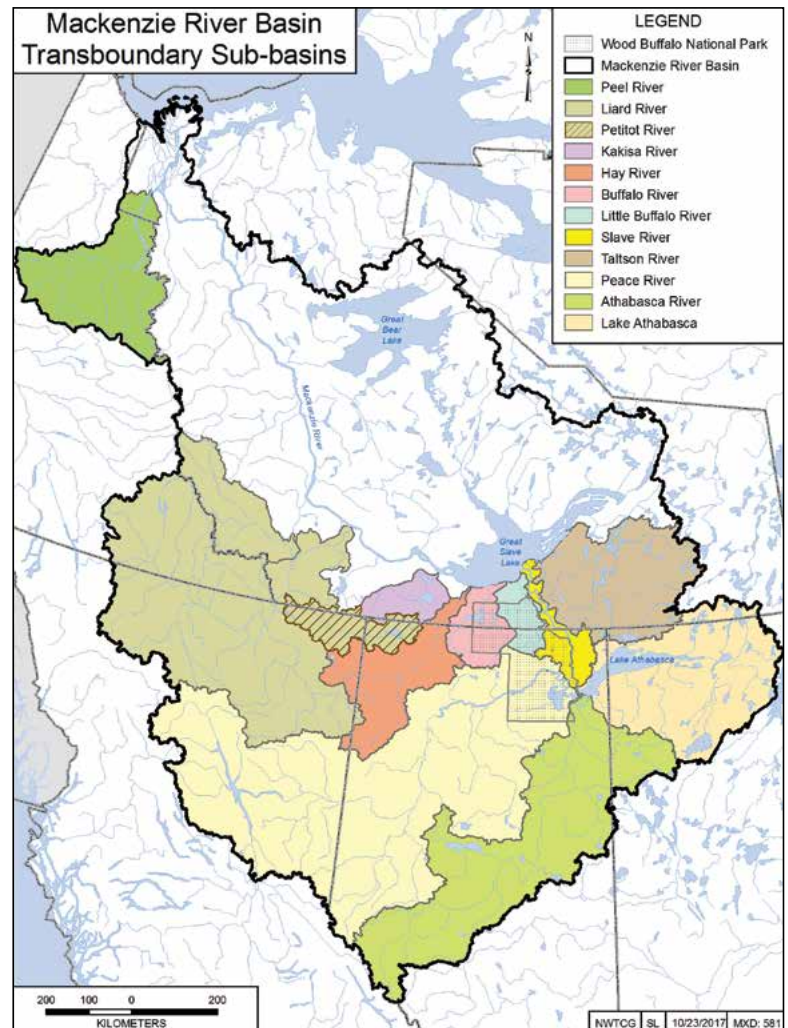 Mackenzie River Basin
Transboundary Sub-basins
N
LEGEND
Wood Buffalo National Park
Mackenzie River Basin
Peel River
Liard River
Petitot River
Kakisa River
Hay River
Buffalo River
Little Buffalo River
Slave River
Taltson River
Peace River
Athabasca River
Lake Athabasca
Great
Bear
Lake
Mackenzie River
Great
Slave
Lake
Lake Athabasca
200 100 0 200
KILOMETERS
NWTCG SL 10/23/2017 MXD: 581